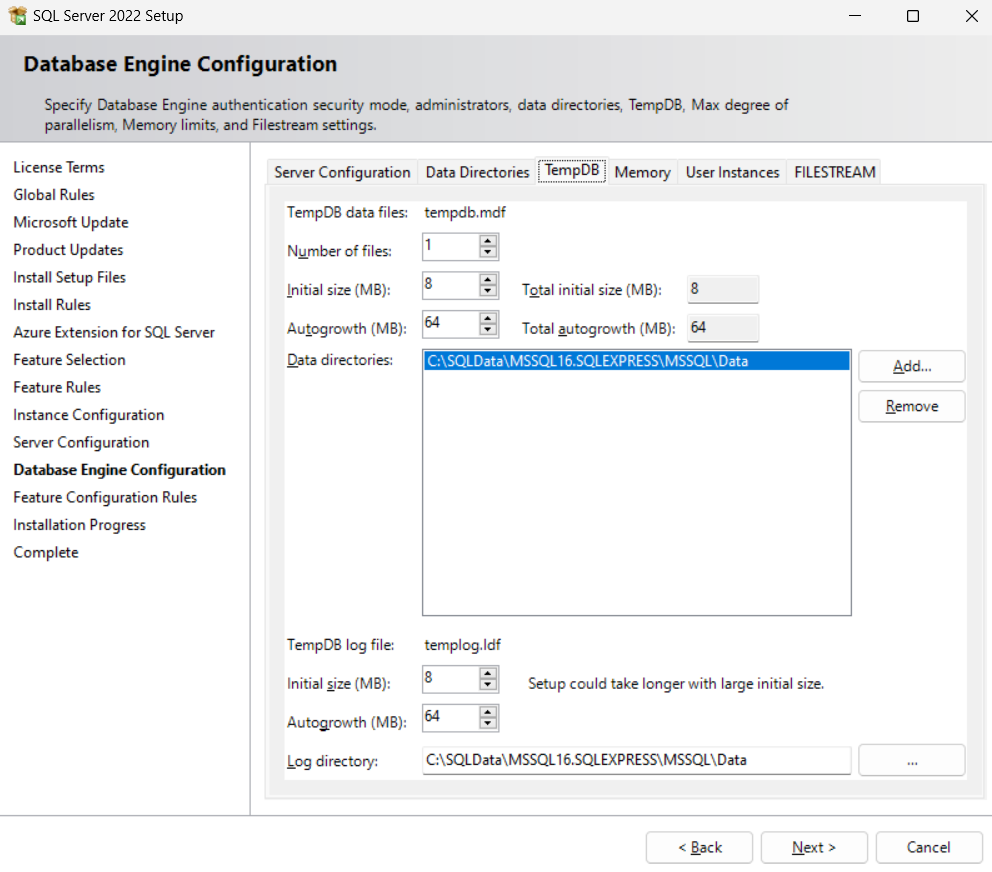 SQL Server 2022 Setup
Database Engine Configuration
Specify Database Engine authentication security mode, administrators, data directories, TempDB, Max degree of
parallelism, Memory limits, and Filestream settings.
License Terms
Global Rules
Microsoft Update
Product Updates
Install Setup Files
Install Rules
Azure Extension for SQL Server
Feature Selection
Feature Rules
Instance Configuration
Server Configuration
Database Engine Configuration
Feature Configuration Rules
Installation Progress
Complete
Server Configuration Data Directories TempDB Memory User Instances FILESTREAM
TempDB data files: tempdb.mdf
Number of files: 1
Initial size (MB): 8 Total initial size (MB): 8
Autogrowth (MB): 64 Total autogrowth (MB): 64
Data directories: C:\SQLData\MSSQL16.SQLEXPRESS\MSSQL\Data Add...
Remove
TempDB log file: templog.ldf
Initial size (MB): 8 Setup could take longer with large initial size.
Autogrowth (MB): 64
Log directory: C:\SQLData\MSSQL16.SQLEXPRESS\MSSQL\Data ...
< Back Next > Cancel